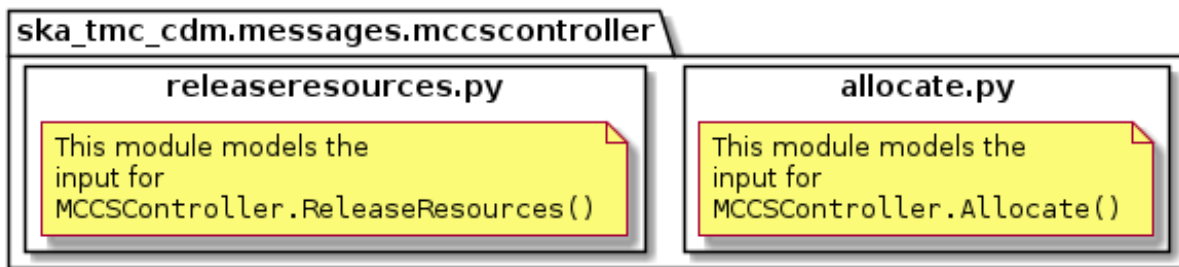 ska_tmc_cdm.messages.mccscontroller
releaseresources.py
This module models the
input for
MCCSController.ReleaseResources()
allocate.py
This module models the
input for
MCCSController.Allocate()